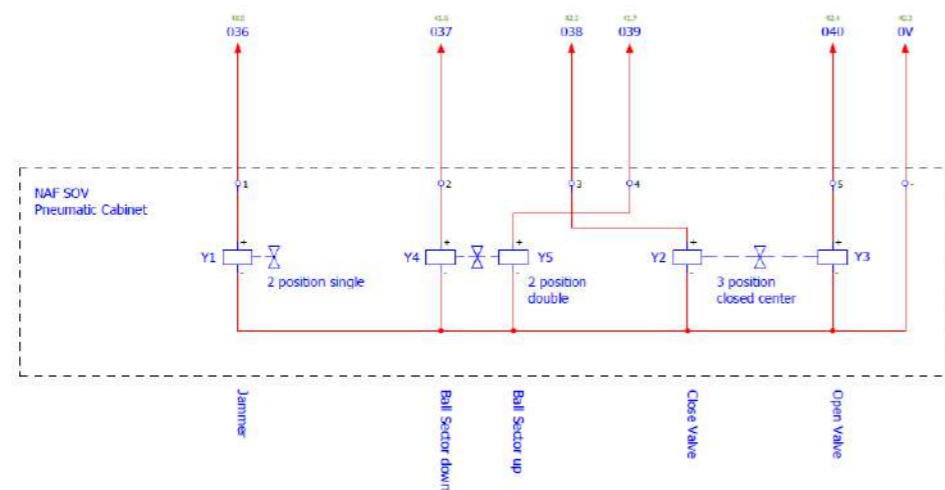 036 037 038 039 040 0V
1 2 3 4 5 -
NAF SOV
Pneumatic Cabinet
+ + + + +
Y1 Y4 Y5 Y2 Y3
- - - - -
2 position single
2 position
double
3 position
closed center
Jammer
Ball Sector down
Ball Sector up
Close Valve
Open Valve